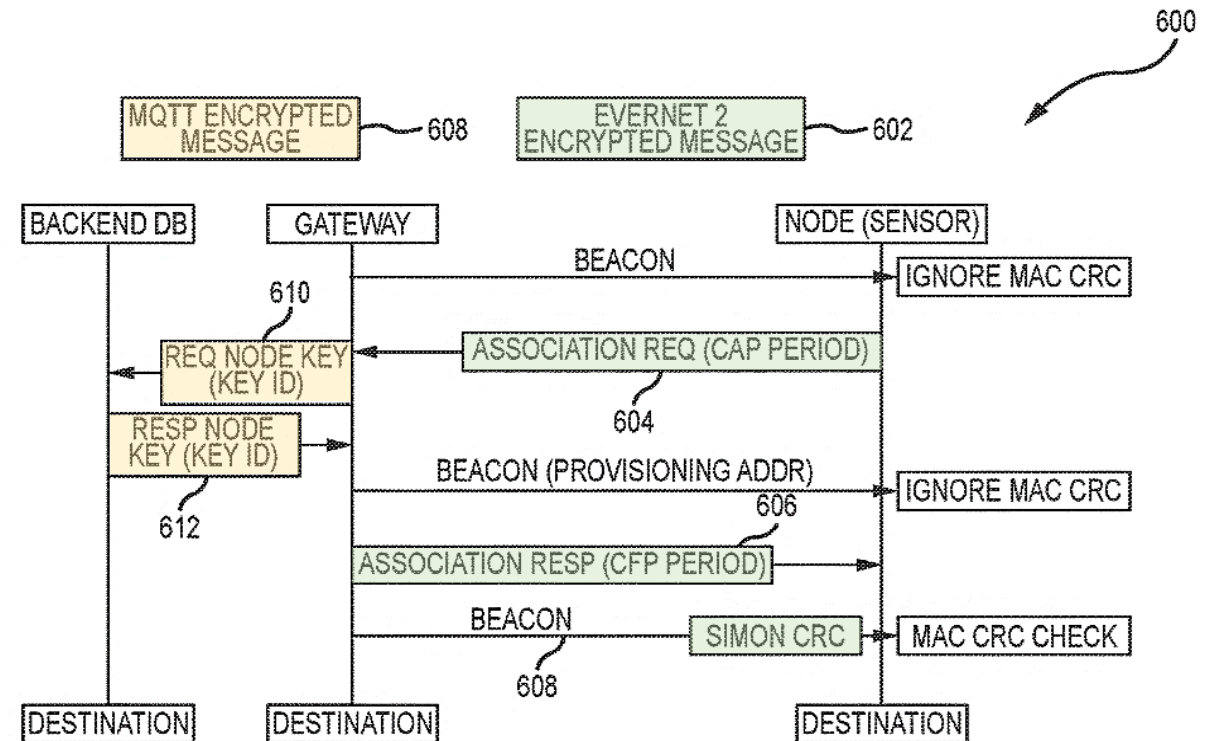 600
MQTT ENCRYPTED
MESSAGE
608
EVERNET 2
ENCRYPTED MESSAGE
602
BACKEND DB
GATEWAY
NODE (SENSOR)
BEACON
IGNORE MAC CRC
610
REQ NODE KEY
(KEY ID)
ASSOCIATION REQ (CAP PERIOD)
604
RESP NODE
KEY (KEY ID)
612
BEACON (PROVISIONING ADDR)
IGNORE MAC CRC
606
ASSOCIATION RESP (CFP PERIOD)
BEACON
608
SIMON CRC
MAC CRC CHECK
DESTINATION
DESTINATION
DESTINATION